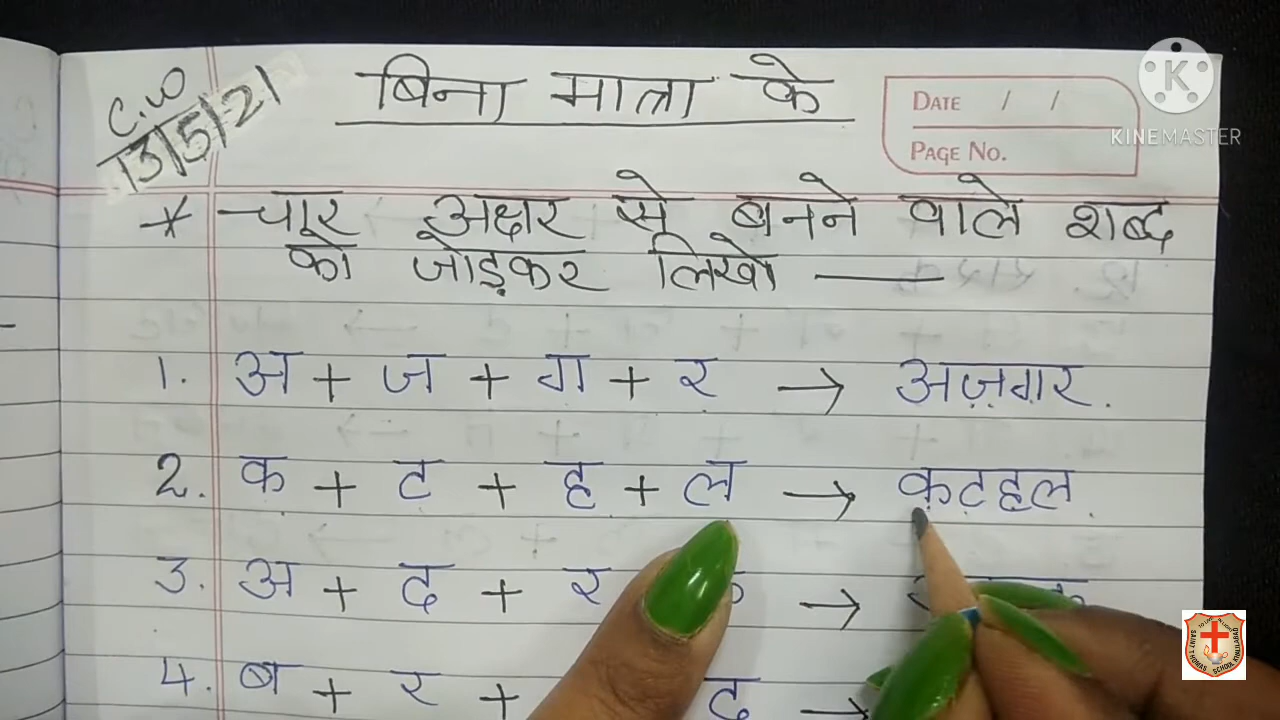 C.W
13/5/21
बिना मात्रा के
DATE / /
PAGE NO.
KINEMASTER
* चार अक्षर से बनने वाले शब्द
को जोड़कर लिखो —
1. अ + ज + ग + र → अजगर.
2. क + ट + ह + ल → कटहल.
3. अ + द + र →
4. ब + र + द →